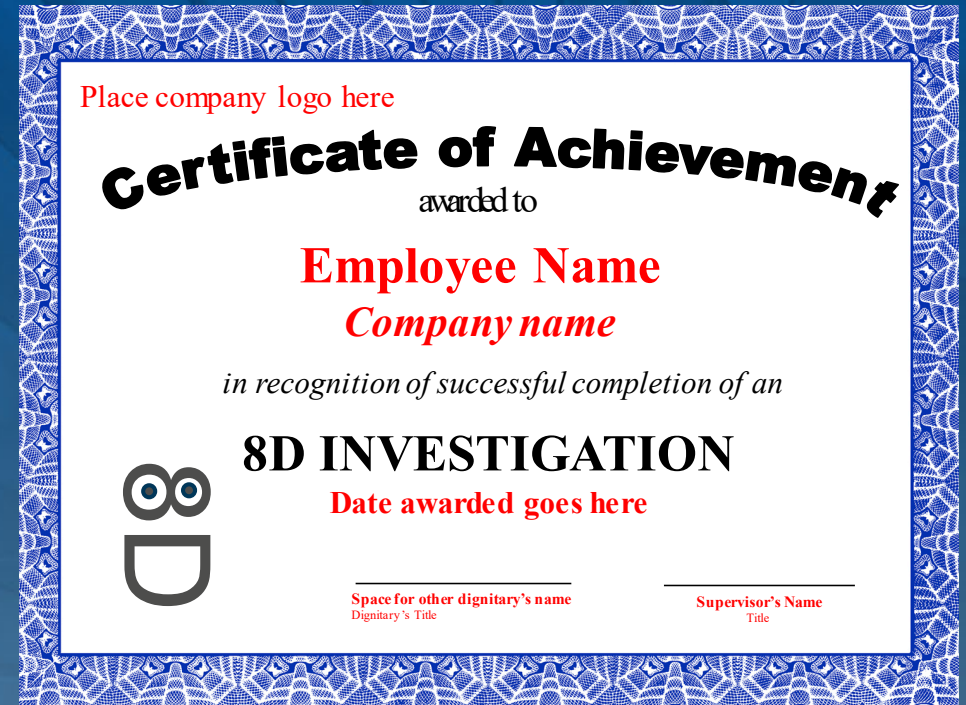 Place company logo here
Certificate of Achievement
awarded to
Employee Name
Company name
in recognition of successful completion of an
8D INVESTIGATION
Date awarded goes here
8D
Space for other dignitary’s name
Dignitary’s Title
Supervisor’s Name
Title